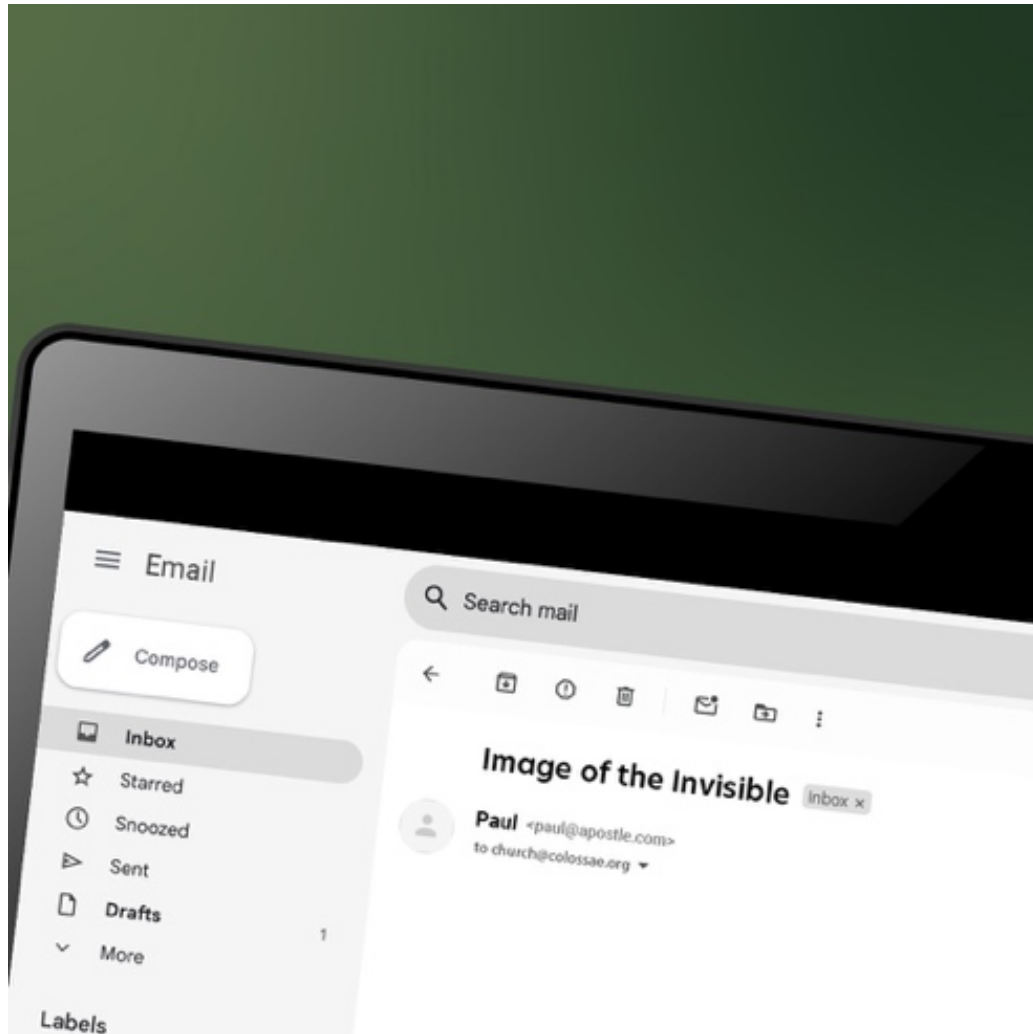 Email
Search mail
Compose
Inbox
Starred
Snoozed
Sent
Drafts 1
More
Labels
Image of the Invisible Inbox ×
Paul <paul@apostle.com>
to church@colossae.org